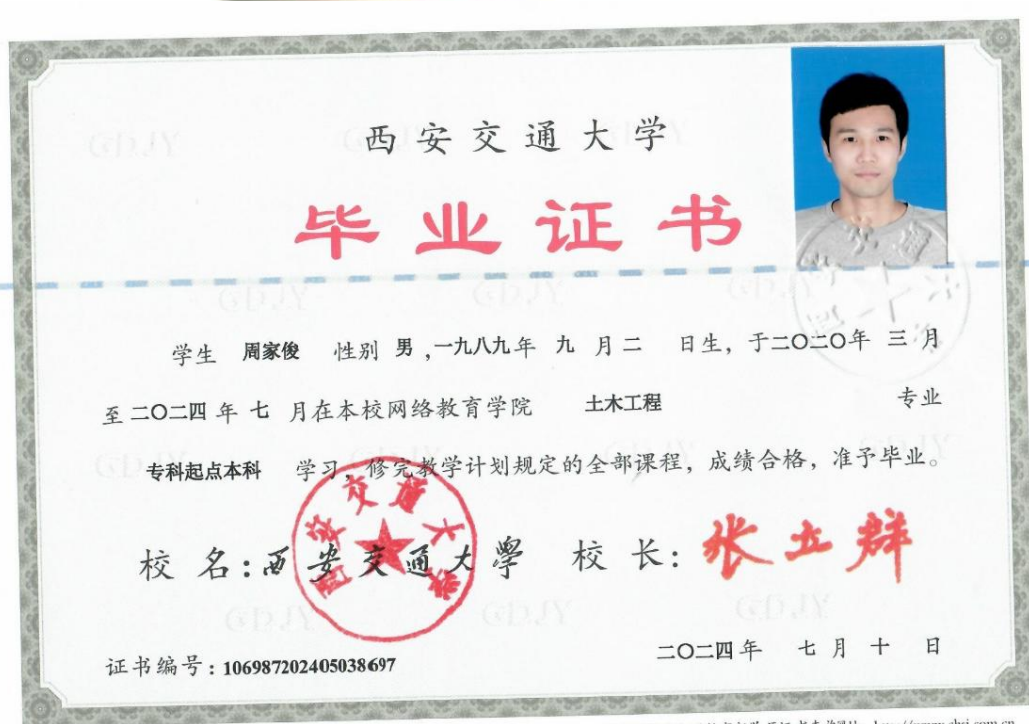 西安交通大学
毕业证书
学生 周家俊 性别 男,一九八九年 九 月二 日生,于二〇二〇年 三 月
至二〇二四年 七 月在本校网络教育学院 土木工程 专业
专科起点本科 学习,修完教学计划规定的全部课程,成绩合格,准予毕业。
校 名:西安交通大學 校 长:张立群
西安交通大学
证书编号:106987202405038697
二〇二四年 七 月 十 日